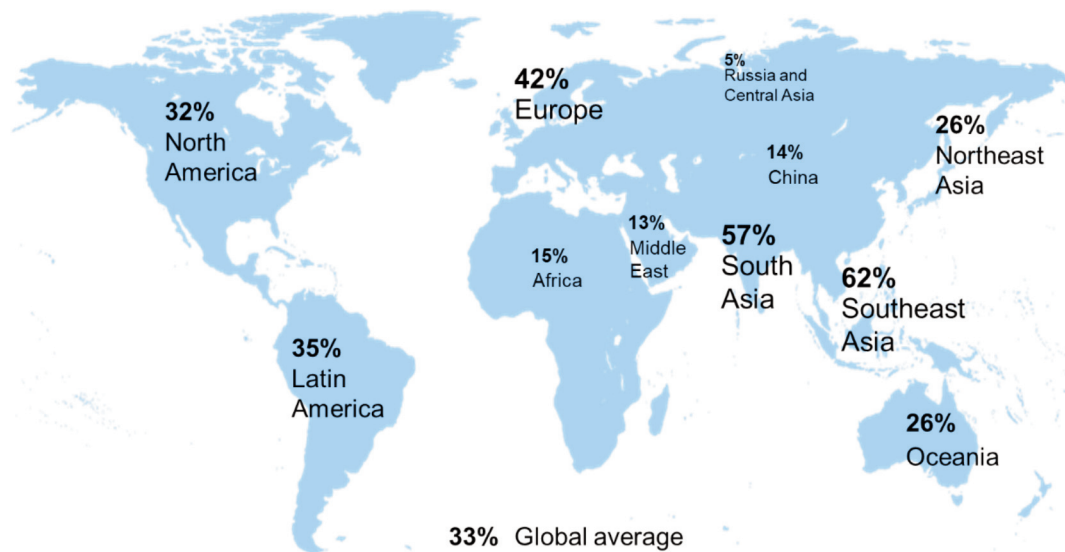 5%
Russia and
Central Asia
42%
Europe
32%
North
America
26%
Northeast
Asia
14%
China
13%
Middle
East
57%
South
Asia
15%
Africa
62%
Southeast
Asia
35%
Latin
America
26%
Oceania
33% Global average